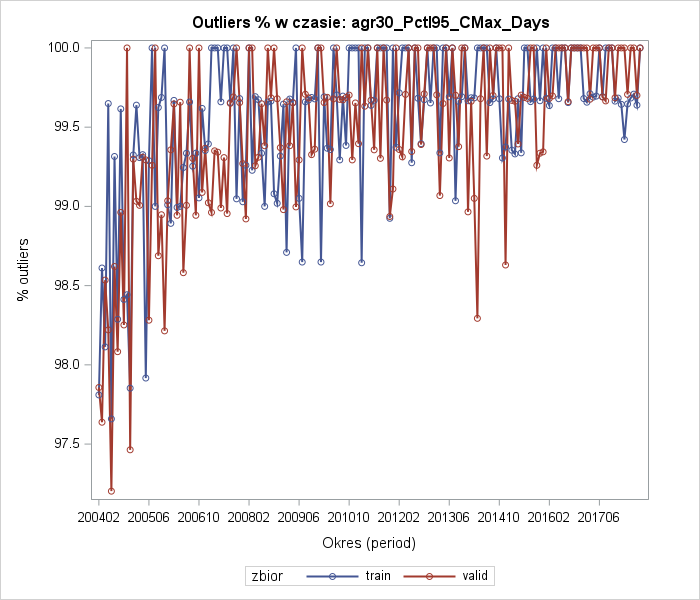 Outliers % w czasie: agr30_Pctl95_CMax_Days
100.0
99.5
99.0
98.5
98.0
97.5
% outliers
200402 200506 200610 200802 200906 201010 201202 201306 201410 201602 201706
Okres (period)
zbior train valid